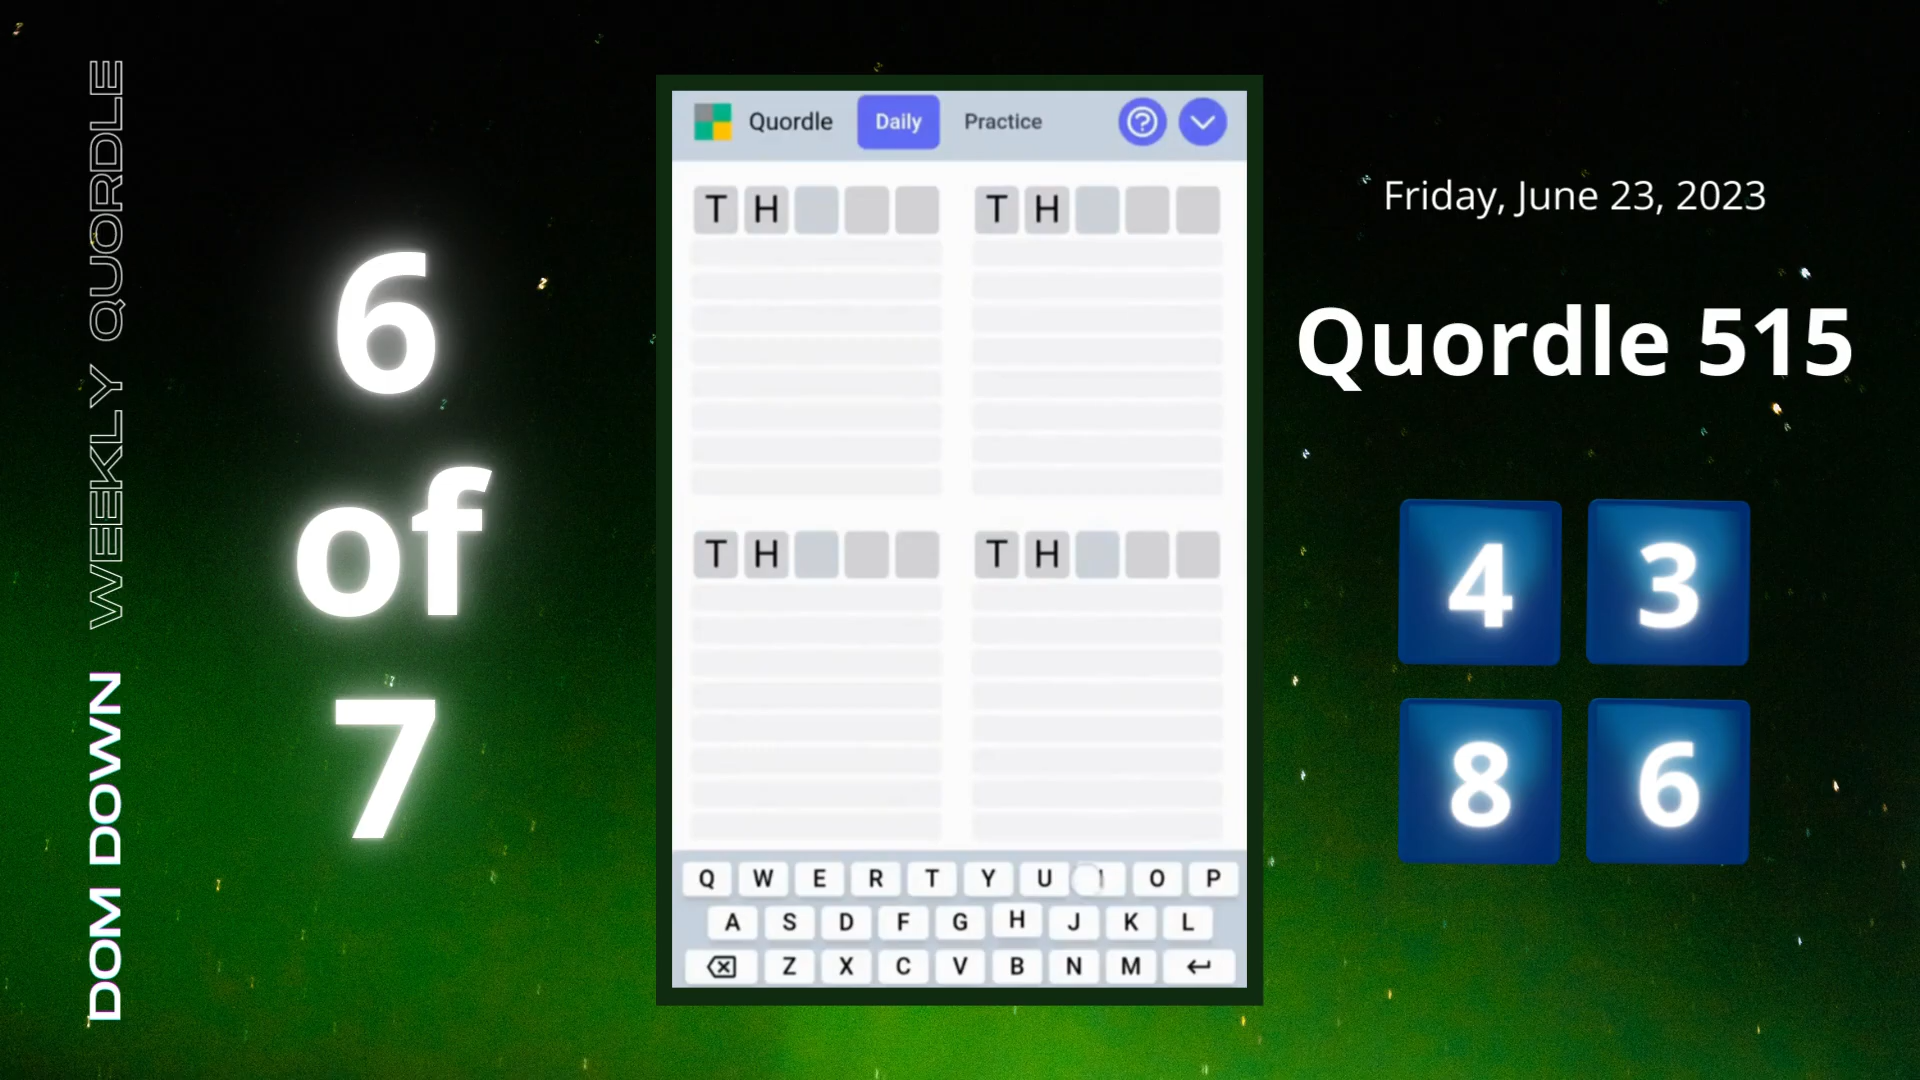 DOM DOWN WEEKLY QUORDLE
6
of
7
Quordle Daily Practice
T H
T H
T H
T H
Q W E R T Y U I O P
A S D F G H J K L
Z X C V B N M
Friday, June 23, 2023
Quordle 515
4 3
8 6